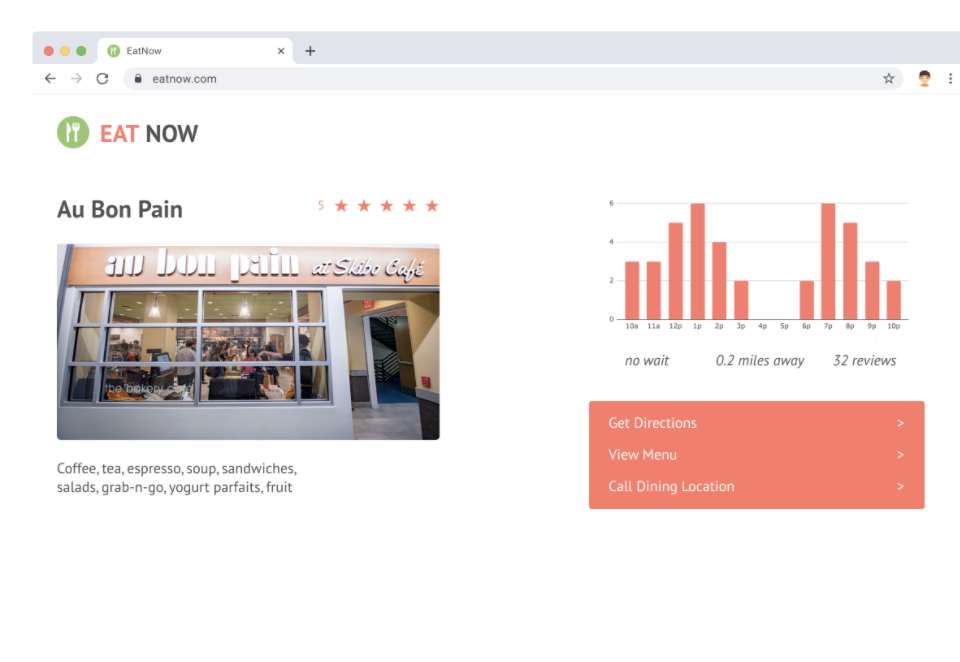 EatNow
eatnow.com
EAT NOW
Au Bon Pain
5
au bon pain at Skibo Café
the bakery cafe
Coffee, tea, espresso, soup, sandwiches,
salads, grab-n-go, yogurt parfaits, fruit
6
4
2
0
10a 11a 12p 1p 2p 3p 4p 5p 6p 7p 8p 9p 10p
no wait 0.2 miles away 32 reviews
Get Directions >
View Menu >
Call Dining Location >